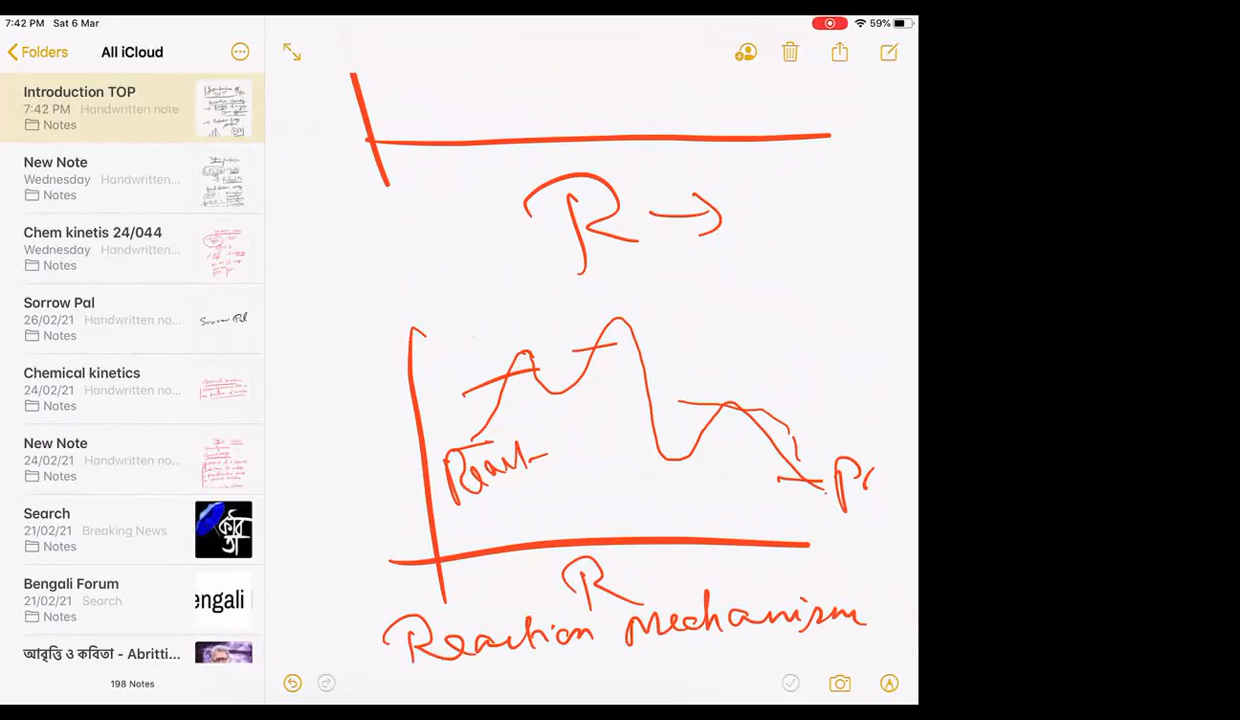 7:42 PM Sat 6 Mar
59%
Folders
All iCloud
Introduction TOP
7:42 PM Handwritten note
Notes
New Note
Wednesday Handwritten...
Notes
Chem kinetis 24/044
Wednesday Handwritten...
Notes
Sorrow Pal
26/02/21 Handwritten no...
Notes
Chemical kinetics
24/02/21 Handwritten no...
Notes
New Note
24/02/21 Handwritten no...
Notes
Search
21/02/21 Breaking News
Notes
কবিতা
Bengali Forum
21/02/21 Search
Notes
engali
আবৃত্তি ও কবিতা - Abritti...
198 Notes
R →
React
Pr
R
Reaction Mechanism